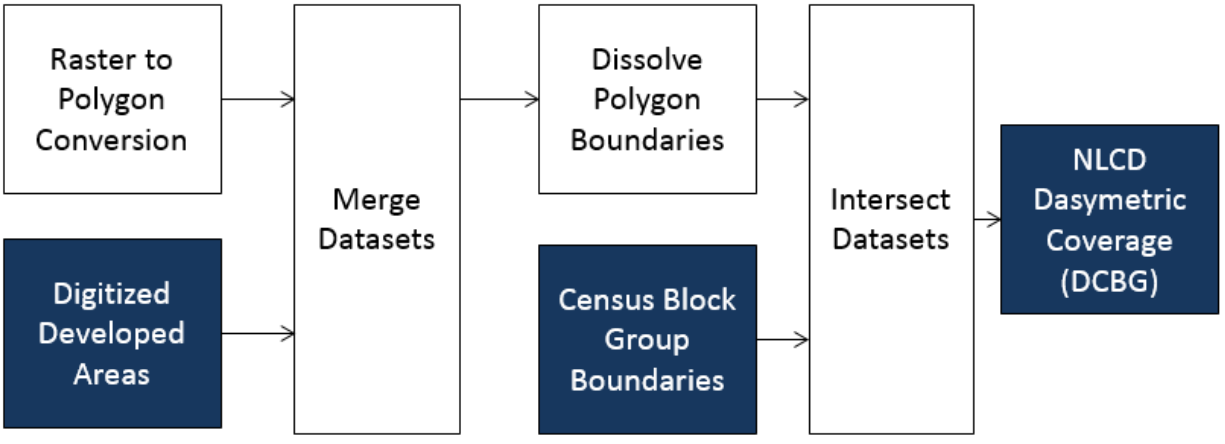 Raster to
Polygon
Conversion
Digitized
Developed
Areas
Merge
Datasets
Dissolve
Polygon
Boundaries
Census Block
Group
Boundaries
Intersect
Datasets
NLCD
Dasymetric
Coverage
(DCBG)